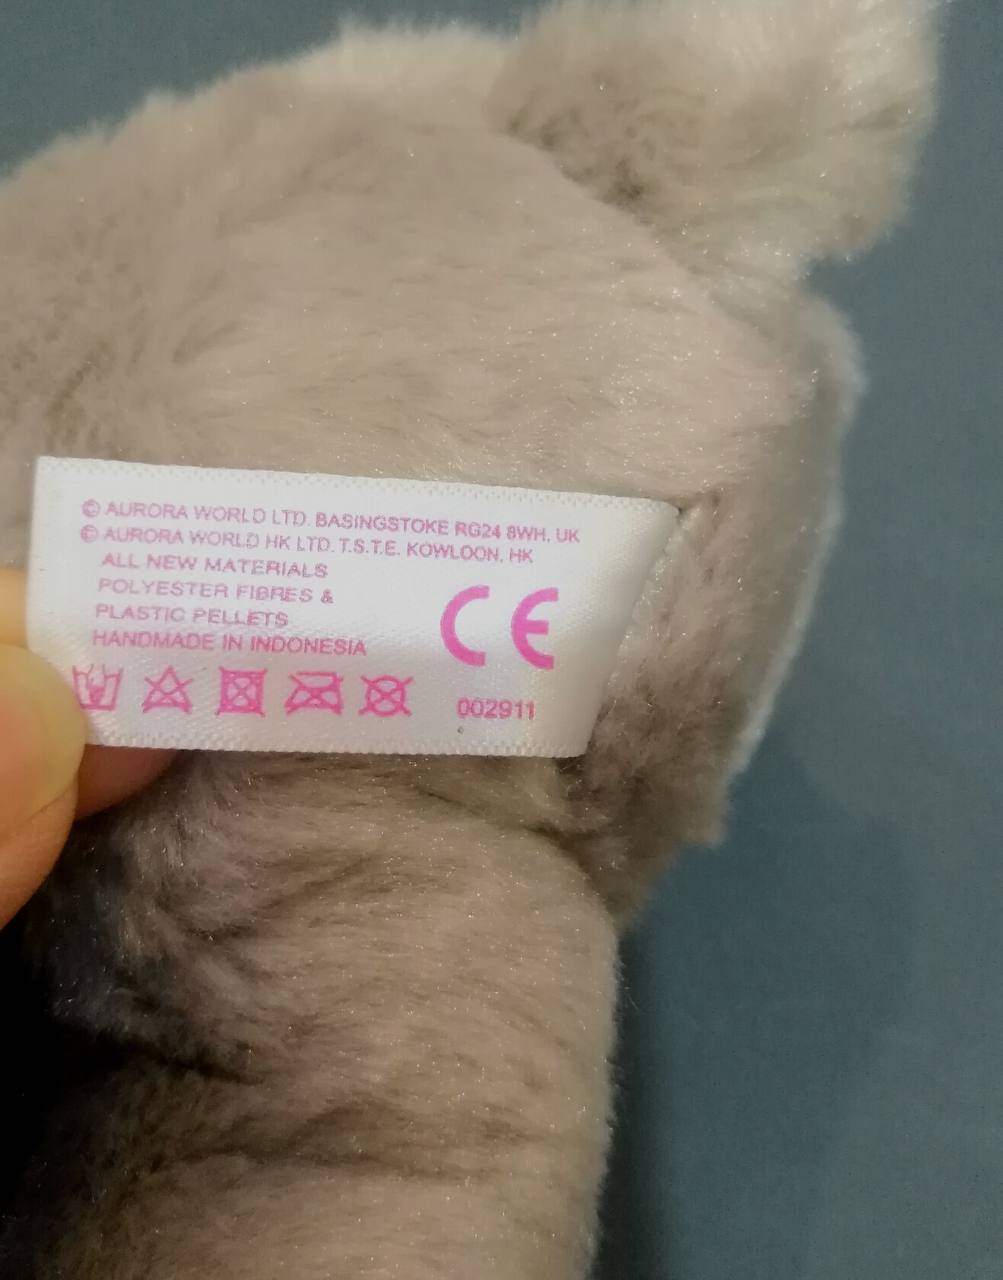 © AURORA WORLD LTD. BASINGSTOKE RG24 8WH, UK
© AURORA WORLD HK LTD. T.S.T.E. KOWLOON, HK
ALL NEW MATERIALS
POLYESTER FIBRES &
PLASTIC PELLETS
HANDMADE IN INDONESIA
CE
002911